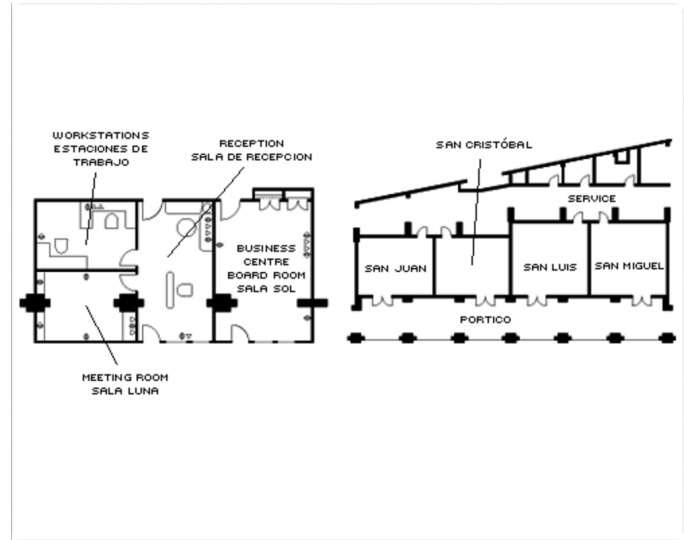 WORKSTATIONS
ESTACIONES DE
TRABAJO
RECEPTION
SALA DE RECEPCION
BUSINESS
CENTRE
BOARD ROOM
SALA SOL
MEETING ROOM
SALA LUNA
SAN CRISTÓBAL
SERVICE
SAN JUAN
SAN LUIS
SAN MIGUEL
PORTICO